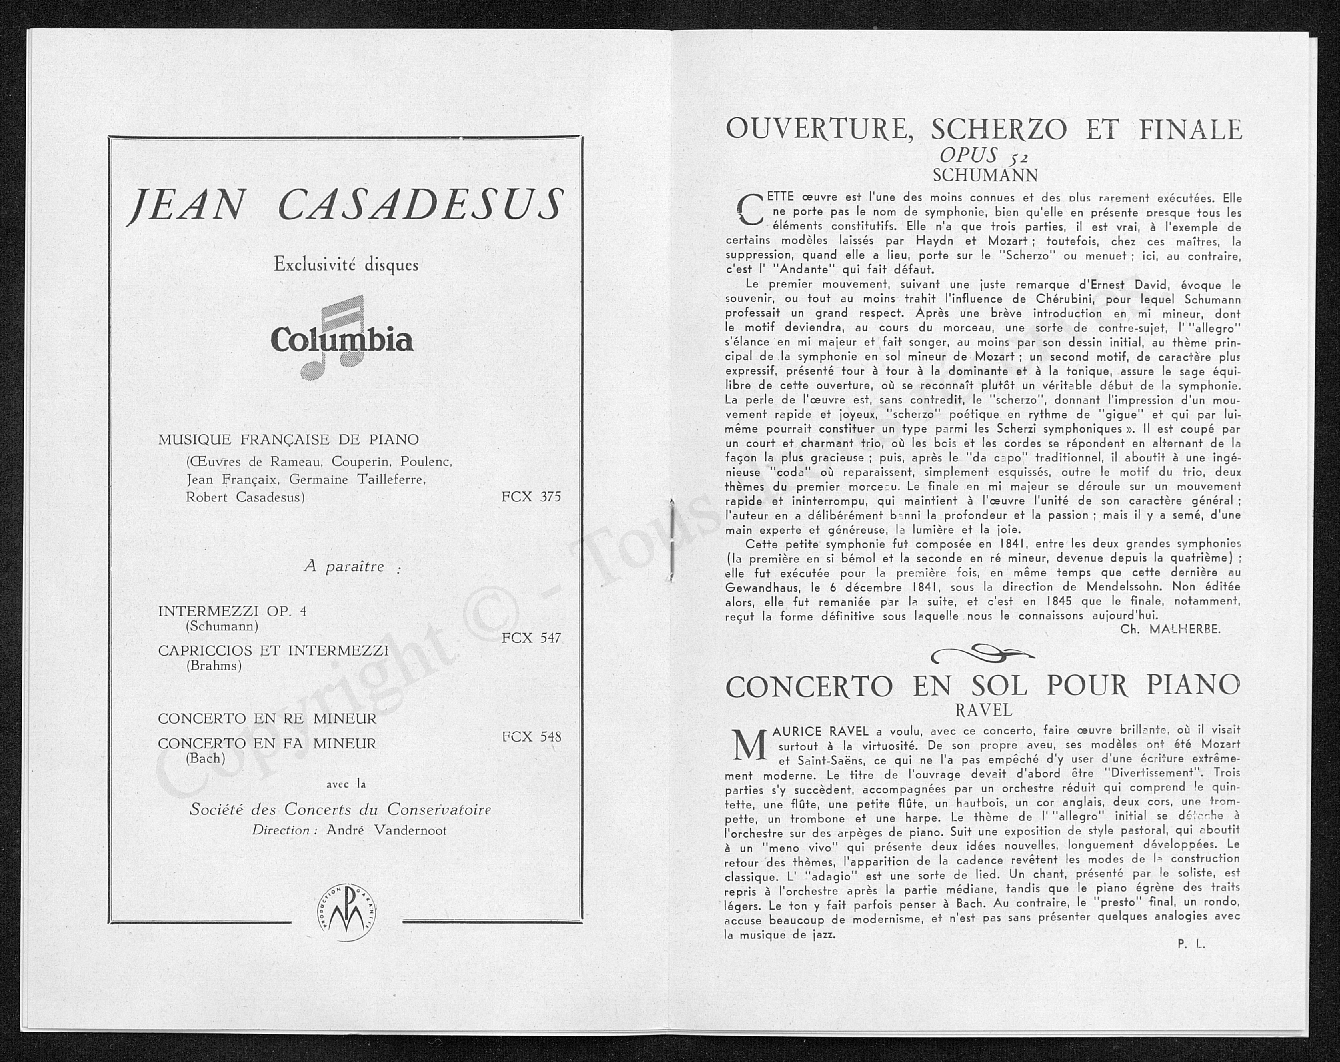 JEAN CASADESUS
Exclusivité disques
Columbia
MUSIQUE FRANÇAISE DE PIANO
(Œuvres de Rameau, Couperin, Poulenc,
Jean Françaix, Germaine Tailleferre,
Robert Casadesus) FCX 375
A paraitre :
INTERMEZZI OP. 4
(Schumann)
FCX 547
CAPRICCIOS ET INTERMEZZI
(Brahms)
CONCERTO EN RE MINEUR
FCX 548
CONCERTO EN FA MINEUR
(Bach)
avec la
Société des Concerts du Conservatoire
Direction : André Vandernoot
PRODUCTION GARANTIE
OUVERTURE, SCHERZO ET FINALE
OPUS 52
SCHUMANN
CETTE œuvre est l'une des moins connues et des plus rarement exécutées. Elle
ne porte pas le nom de symphonie, bien qu'elle en présente presque tous les
éléments constitutifs. Elle n'a que trois parties, il est vrai, à l'exemple de
certains modèles laissés par Haydn et Mozart ; toutefois, chez ces maîtres, la
suppression, quand elle a lieu, porte sur le "Scherzo" ou menuet ; ici, au contraire,
c'est l' "Andante" qui fait défaut.
Le premier mouvement, suivant une juste remarque d'Ernest David, évoque le
souvenir, ou tout au moins trahit l'influence de Chérubini, pour lequel Schumann
professait un grand respect. Après une brève introduction en mi mineur, dont
le motif deviendra, au cours du morceau, une sorte de contre-sujet, l' "allegro"
s'élance en mi majeur et fait songer, au moins par son dessin initial, au thème prin-
cipal de la symphonie en sol mineur de Mozart ; un second motif, de caractère plus
expressif, présenté tour à tour à la dominante et à la tonique, assure le sage équi-
libre de cette ouverture, où se reconnaît plutôt un véritable début de la symphonie.
La perle de l'œuvre est, sans contredit, le "scherzo", donnant l'impression d'un mou-
vement rapide et joyeux, "scherzo" poétique en rythme de "gigue" et qui par lui-
même pourrait constituer un type parmi les Scherzi symphoniques ». Il est coupé par
un court et charmant trio, où les bois et les cordes se répondent en alternant de la
façon la plus gracieuse ; puis, après le "da capo" traditionnel, il aboutit à une ingé-
nieuse "coda" où reparaissent, simplement esquissés, outre le motif du trio, deux
thèmes du premier morceau. Le finale en mi majeur se déroule sur un mouvement
rapide et ininterrompu, qui maintient à l'œuvre l'unité de son caractère général ;
l'auteur en a délibérément banni la profondeur et la passion ; mais il y a semé, d'une
main experte et généreuse, la lumière et la joie.
Cette petite symphonie fut composée en 1841, entre les deux grandes symphonies
(la première en si bémol et la seconde en ré mineur, devenue depuis la quatrième) ;
elle fut exécutée pour la première fois, en même temps que cette dernière au
Gewandhaus, le 6 décembre 1841, sous la direction de Mendelssohn. Non éditée
alors, elle fut remaniée par la suite, et c'est en 1845 que le finale, notamment,
reçut la forme définitive sous laquelle nous le connaissons aujourd'hui.
Ch. MALHERBE.
CONCERTO EN SOL POUR PIANO
RAVEL
MAURICE RAVEL a voulu, avec ce concerto, faire œuvre brillante, où il visait
surtout à la virtuosité. De son propre aveu, ses modèles ont été Mozart
et Saint-Saëns, ce qui ne l'a pas empêché d'y user d'une écriture extrême-
ment moderne. Le titre de l'ouvrage devait d'abord être "Divertissement". Trois
parties s'y succèdent, accompagnées par un orchestre réduit qui comprend le quin-
tette, une flûte, une petite flûte, un hautbois, un cor anglais, deux cors, une trom-
pette, un trombone et une harpe. Le thème de l' "allegro" initial se détache à
l'orchestre sur des arpèges de piano. Suit une exposition de style pastoral, qui aboutit
à un "meno vivo" qui présente deux idées nouvelles, longuement développées. Le
retour des thèmes, l'apparition de la cadence revêtent les modes de la construction
classique. L' "adagio" est une sorte de lied. Un chant, présenté par le soliste, est
repris à l'orchestre après la partie médiane, tandis que le piano égrène des traits
légers. Le ton y fait parfois penser à Bach. Au contraire, le "presto" final, un rondo,
accuse beaucoup de modernisme, et n'est pas sans présenter quelques analogies avec
la musique de jazz.
P. L.
Copyright © - Tous